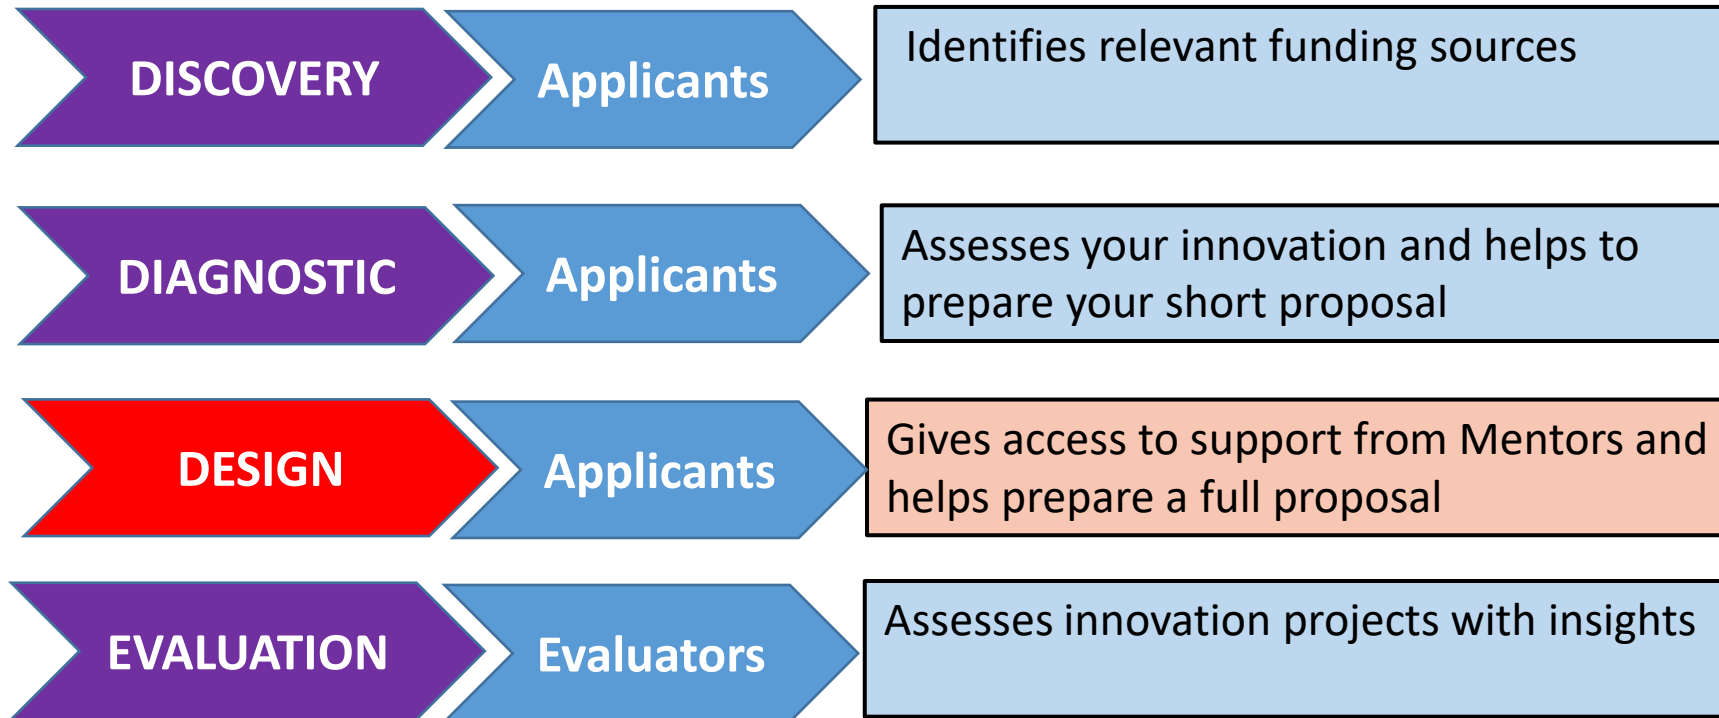 DISCOVERY
Applicants
Identifies relevant funding sources
DIAGNOSTIC
Applicants
Assesses your innovation and helps to
prepare your short proposal
DESIGN
Applicants
Gives access to support from Mentors and
helps prepare a full proposal
EVALUATION
Evaluators
Assesses innovation projects with insights